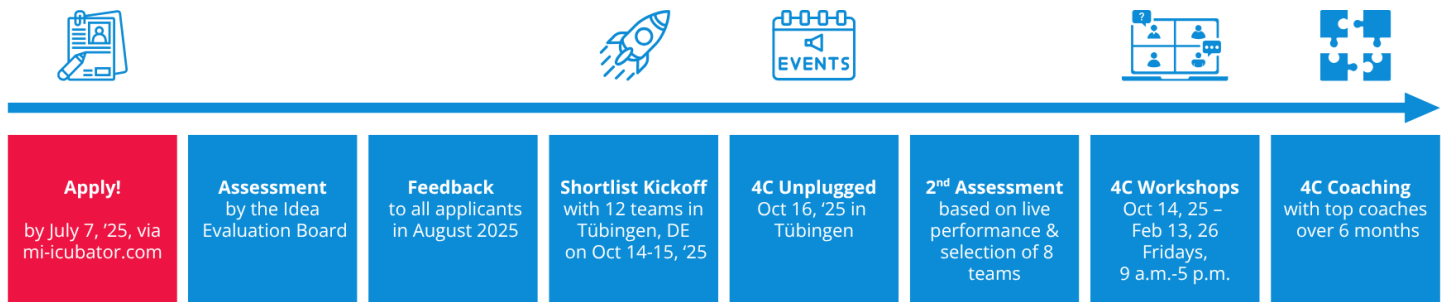 EVENTS
?
Apply!
by July 7, ‘25, via
mi-icubator.com
Assessment
by the Idea
Evaluation Board
Feedback
to all applicants
in August 2025
Shortlist Kickoff
with 12 teams in
Tübingen, DE
on Oct 14-15, ‘25
4C Unplugged
Oct 16, ‘25 in
Tübingen
2nd Assessment
based on live
performance &
selection of 8
teams
4C Workshops
Oct 14, 25 –
Feb 13, 26
Fridays,
9 a.m.-5 p.m.
4C Coaching
with top coaches
over 6 months